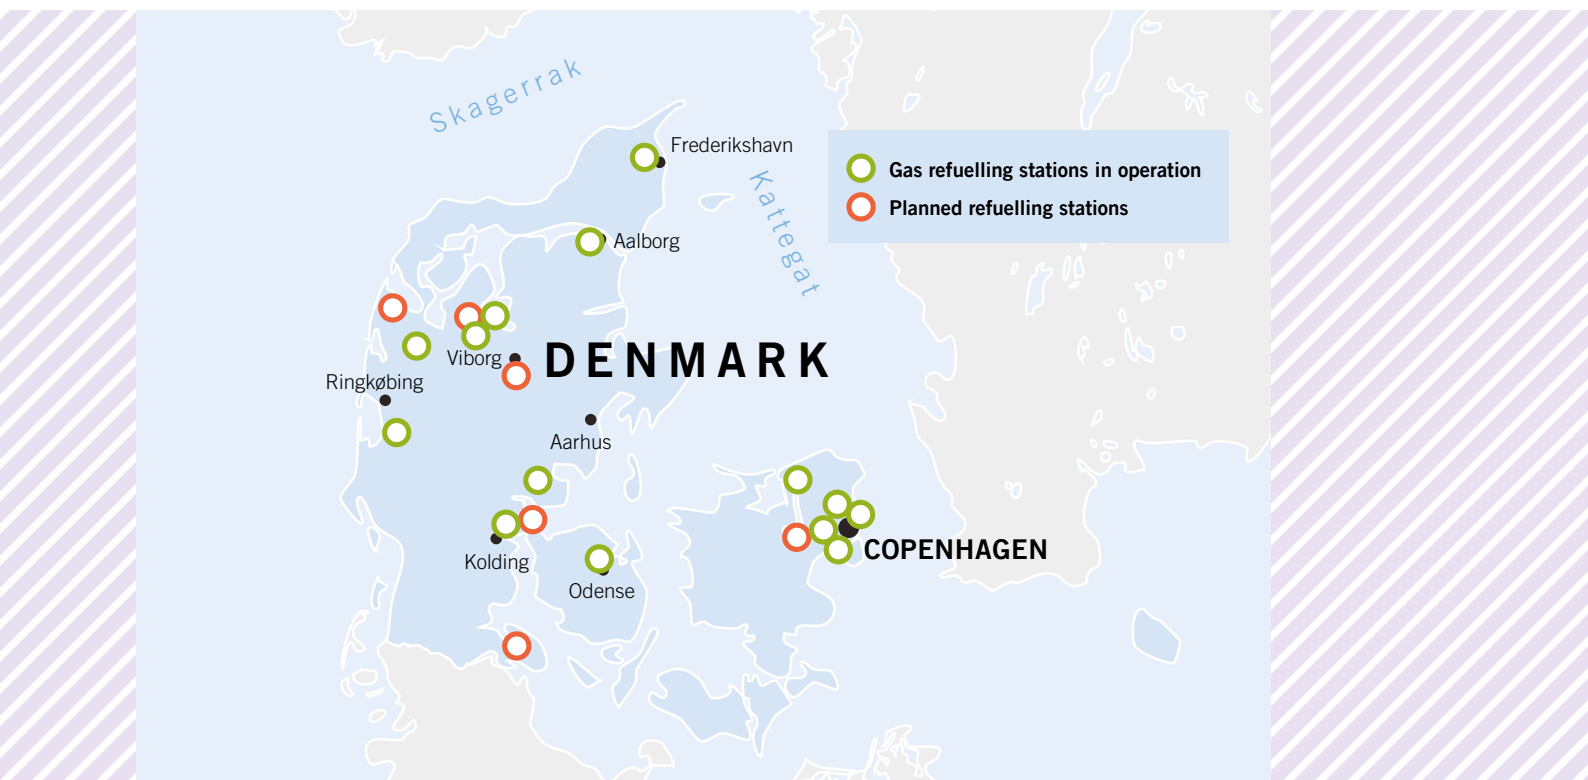 Skagerrak
Frederikshavn
Kattegat
Gas refuelling stations in operation
Planned refuelling stations
Aalborg
Viborg
DENMARK
Ringkøbing
Aarhus
Kolding
COPENHAGEN
Odense